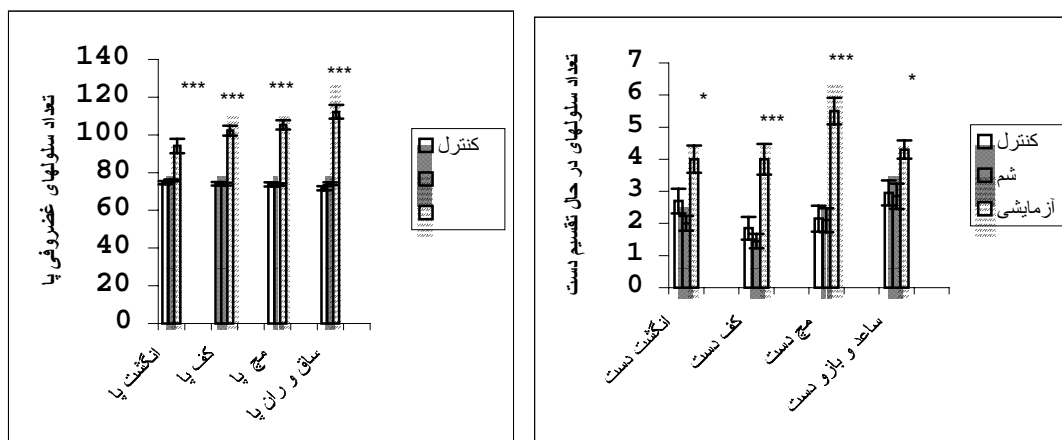 تعداد سلولهای غضروفی پا
140
120
100
80
60
40
20
0
***
***
***
***
انگشت پا
کف پا
مچ پا
ساق و ران پا
کنترل
تعداد سلولهای در حال تقسیم دست
7
6
5
4
3
2
1
0
*
***
***
*
انگشت دست
کف دست
مچ دست
ساعد و بازو دست
کنترل
شم
آزمایشی